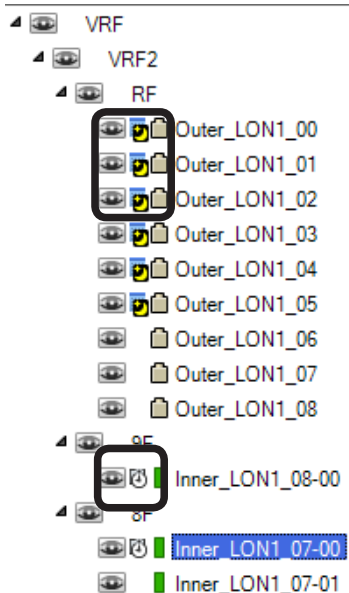 VRF
VRF2
RF
Outer_LON1_00
Outer_LON1_01
Outer_LON1_02
Outer_LON1_03
Outer_LON1_04
Outer_LON1_05
Outer_LON1_06
Outer_LON1_07
Outer_LON1_08
9F
Inner_LON1_08-00
8F
Inner_LON1_07-00
Inner_LON1_07-01